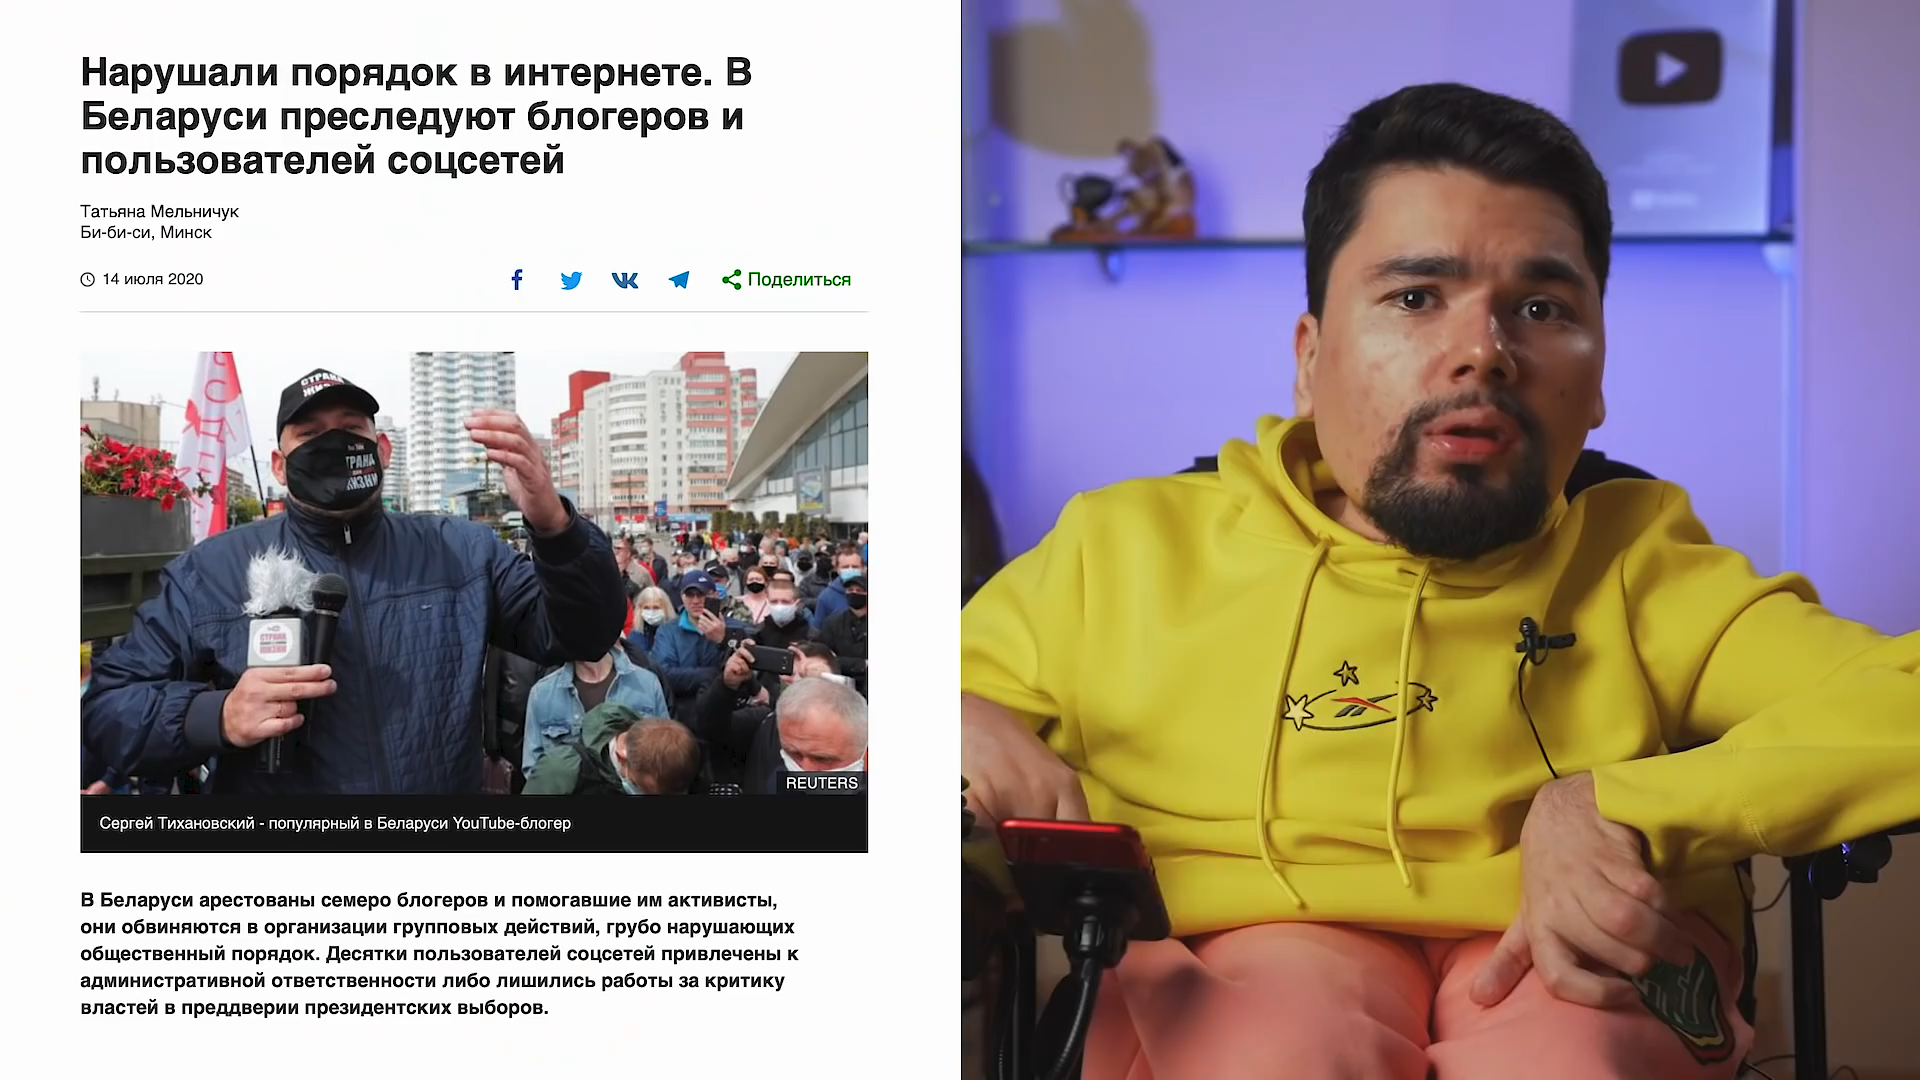 Нарушали порядок в интернете. В
Беларуси преследуют блогеров и
пользователей соцсетей
Татьяна Мельничук
Би-би-си, Минск
14 июля 2020
Поделиться
СТРАНА
СТРАНА
REUTERS
Сергей Тихановский - популярный в Беларуси YouTube-блогер
В Беларуси арестованы семеро блогеров и помогавшие им активисты,
они обвиняются в организации групповых действий, грубо нарушающих
общественный порядок. Десятки пользователей соцсетей привлечены к
административной ответственности либо лишились работы за критику
властей в преддверии президентских выборов.